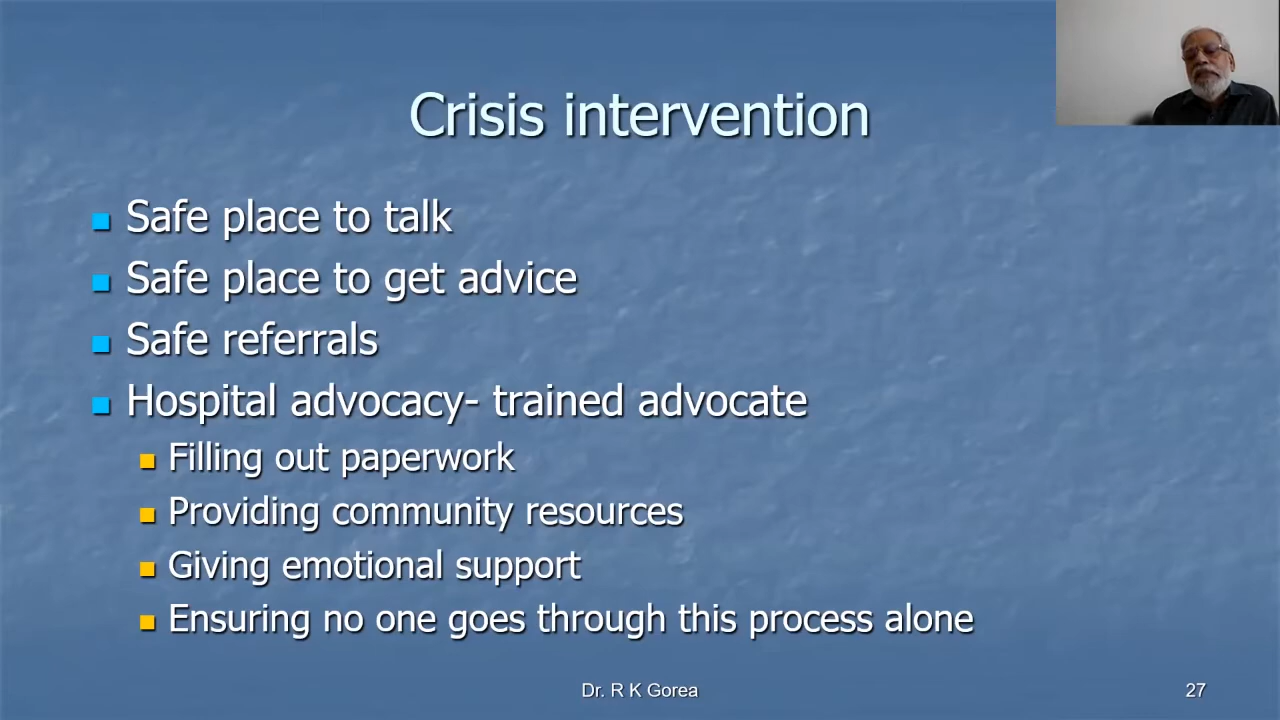 Crisis intervention
Safe place to talk
Safe place to get advice
Safe referrals
Hospital advocacy- trained advocate
Filling out paperwork
Providing community resources
Giving emotional support
Ensuring no one goes through this process alone
Dr. R K Gorea
27